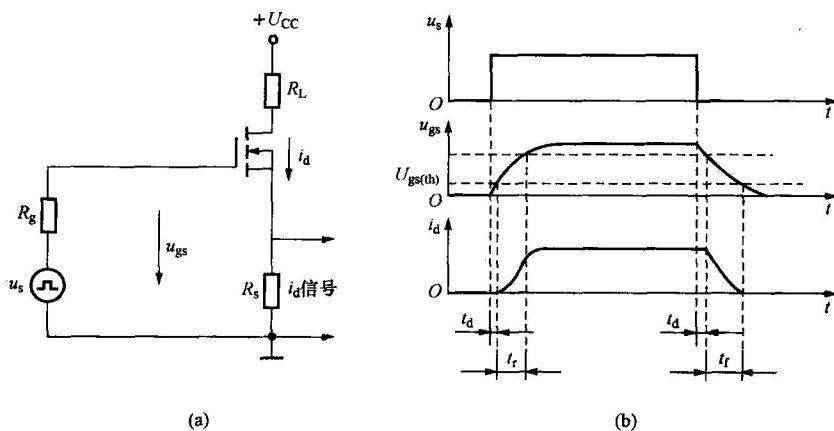 +U_CC
R_L
i_d
R_g
u_gs
u_s
R_s
i_d信号
(a)
u_s
O
t
u_gs
U_gs(th)
O
t
i_d
O
t
t_d
t_d
t_r
t_f
(b)